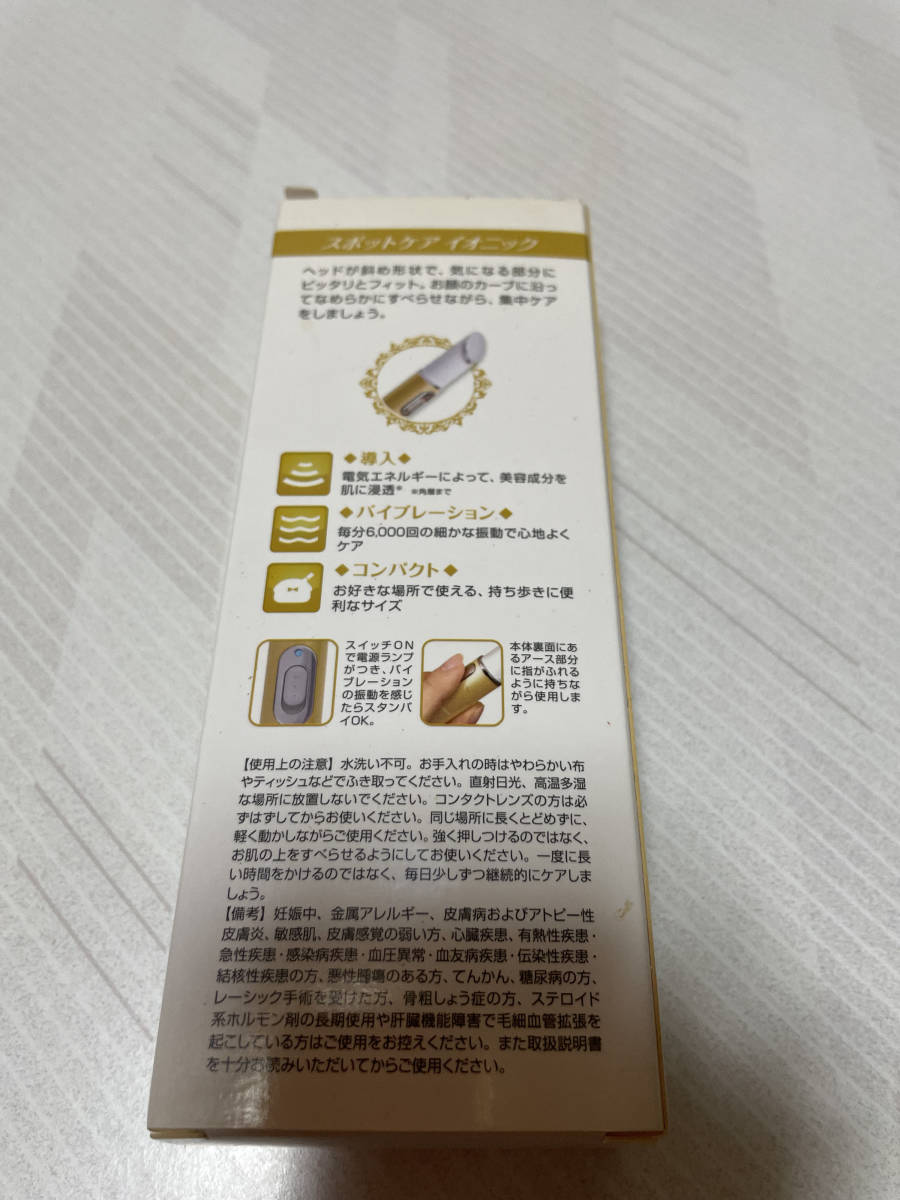 スポットケア イオニック
ヘッドが斜め形状で、気になる部分に
ピッタリとフィット。お顔のカーブに沿っ
てなめらかにすべらせながら、集中ケア
をしましょう。
◆導入◆
電気エネルギーによって、美容成分を
肌に浸透* ※角層まで
◆バイブレーション◆
毎分6,000回の細かな振動で心地よく
ケア
◆コンパクト◆
お好きな場所で使える、持ち歩きに便
利なサイズ
スイッチON
で電源ランプ
がつき、バイ
ブレーション
の振動を感じ
たらスタンバ
イOK。
本体裏面にあ
るアース部分
に指がふれる
ように持ちな
がら使用しま
す。
【使用上の注意】水洗い不可。お手入れの時はやわらかい布
やティッシュなどでふき取ってください。直射日光、高温多湿
な場所に放置しないでください。コンタクトレンズの方は必
ずはずしてからお使いください。同じ場所に長くとどめずに、
軽く動かしながらご使用ください。強く押しつけるのではなく、
お肌の上をすべらせるようにしてお使いください。一度に長
い時間をかけるのではなく、毎日少しずつ継続的にケアしま
しょう。
【備考】妊娠中、金属アレルギー、皮膚病およびアトピー性
皮膚炎、敏感肌、皮膚感覚の弱い方、心臓疾患、有熱性疾患・
急性疾患・感染病疾患・血圧異常・血友病疾患・伝染性疾患・
結核性疾患の方、悪性腫瘍のある方、てんかん、糖尿病の方、
レーシック手術を受けた方、骨粗しょう症の方、ステロイド
系ホルモン剤の長期使用や肝臓機能障害で毛細血管拡張を
起こしている方はご使用をお控えください。また取扱説明書
を十分お読みいただいてからご使用ください。